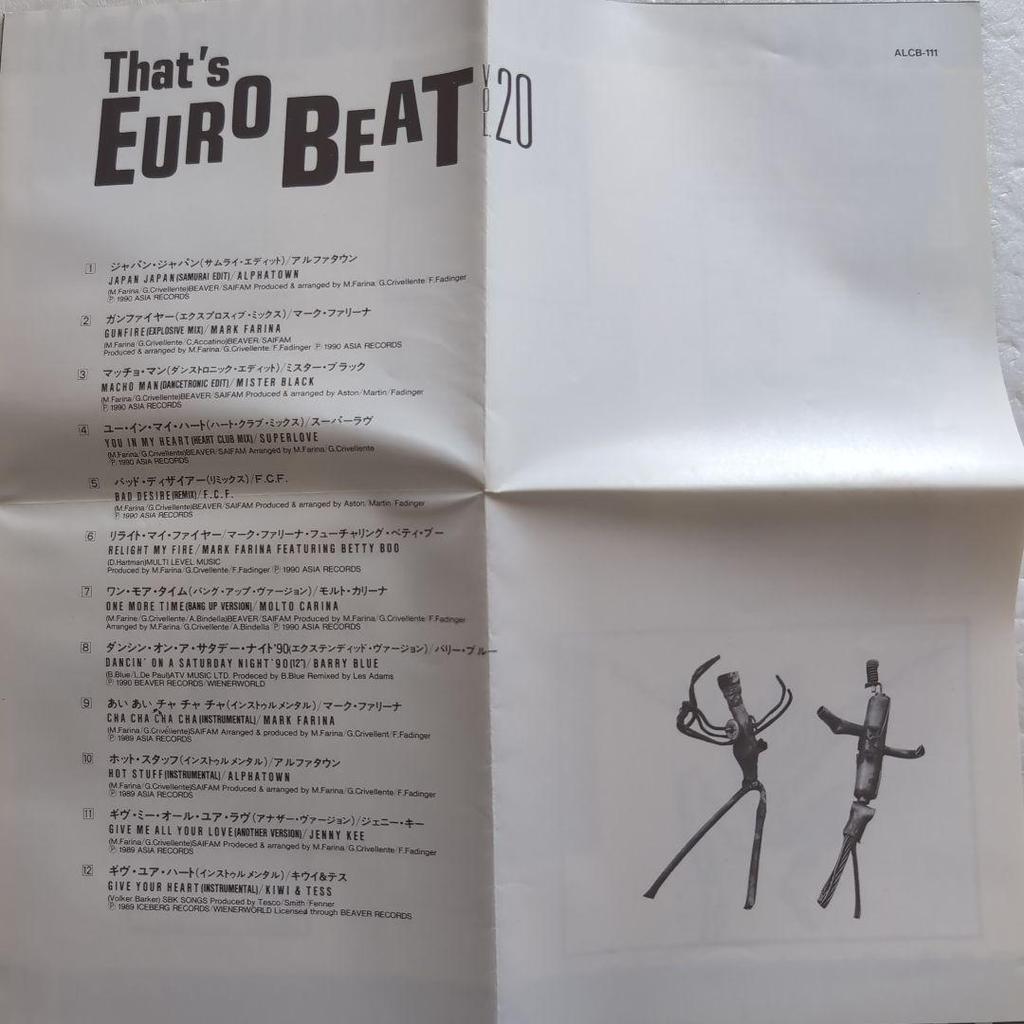 That's
EURO BEAT
VOL. 20
ALCB-111
1 ジャパン・ジャパン(サムライ・エディット)/アルファタウン
JAPAN JAPAN(SAMURAI EDIT)/ALPHATOWN
(M.Farina/G.Crivellente)BEAVER/SAIFAM Produced & arranged by M.Farina/G.Crivellente/F.Fadinger
Ⓟ 1990 ASIA RECORDS
2 ガンファイヤー(エクスプロスィブ・ミックス)/マーク・ファリーナ
GUNFIRE(EXPLOSIVE MIX)/MARK FARINA
(M.Farina/G.Crivellente/C.Accatino)BEAVER/SAIFAM
Produced & arranged by M.Farina/G.Crivellente/F.Fadinger Ⓟ 1990 ASIA RECORDS
3 マッチョ・マン(ダンストロニック・エディット)/ミスター・ブラック
MACHO MAN(DANCETRONIC EDIT)/MISTER BLACK
(M.Farina/G.Crivellente)BEAVER/SAIFAM Produced & arranged by Aston/Martin/Fadinger
Ⓟ 1990 ASIA RECORDS
4 ユー・イン・マイ・ハート(ハート・クラブ・ミックス)/スーパーラヴ
YOU IN MY HEART(HEART CLUB MIX)/SUPERLOVE
(M.Farina/G.Crivellente)BEAVER/SAIFAM Arranged by M.Farina/G.Crivellente
Ⓟ 1990 ASIA RECORDS
5 バッド・ディザイアー(リミックス)/F.C.F.
BAD DESIRE(REMIX)/F.C.F.
(M.Farina/G.Crivellente)BEAVER/SAIFAM Produced & arranged by Aston/Martin/Fadinger
Ⓟ 1990 ASIA RECORDS
6 リライト・マイ・ファイヤー/マーク・ファリーナ・フューチャリング・ベティ・ブー
RELIGHT MY FIRE/MARK FARINA FEATURING BETTY BOO
(D.Hartman)MULTI LEVEL MUSIC
Produced by M.Farina/G.Crvellente/F.Fadinger Ⓟ 1990 ASIA RECORDS
7 ワン・モア・タイム(バング・アップ・ヴァージョン)/モルト・カリーナ
ONE MORE TIME(BANG UP VERSION)/MOLTO CARINA
(M.Farine/G.Crivellente/A.Bindella)BEAVER/SAIFAM Produced by M.Farina/G.Crivellente/F.Fadinger
Arranged by M.Farina/G.Crivellente/A.Bindella Ⓟ 1990 ASIA RECORDS
8 ダンシン・オン・ア・サタデー・ナイト'90(エクステンディッド・ヴァージョン)/バリー・ブルー
DANCIN' ON A SATURDAY NIGHT'90(12")/BARRY BLUE
(B.Blue/L.De Paul)ATV MUSIC LTD. Prodeced by B.Blue Remixed by Les Adams
Ⓟ 1990 BEAVER RECORDS/WIENERWORLD
9 あい あい チャ チャ チャ(インストゥルメンタル)/マーク・ファリーナ
CHA CHA CHA CHA(INSTRUMENTAL)/MARK FARINA
(M.Farina/G.Crivellente)SAIFAM Arranged & produced by M.Farina/G.Crivellent/F.Fadinger
Ⓟ 1989 ASIA RECORDS
10 ホット・スタッフ(インストゥルメンタル)/アルファタウン
HOT STUFF(INSTRUMENTAL)/ALPHATOWN
(M.Farina/G.Crivellente)SAIFAM Produced & arranged by M.Farina/G.Crivellente/F.Fadinger
Ⓟ 1989 ASIA RECORDS
11 ギヴ・ミー・オール・ユア・ラヴ(アナザー・ヴァージョン)/ジェニー・キー
GIVE ME ALL YOUR LOVE(ANOTHER VERSION)/JENNY KEE
(M.Farina/G.Crivellente)SAIFAM Prodeced & arranged by M.Farina/G.Crivellente/F.Fadinger
Ⓟ 1989 ASIA RECORDS
12 ギヴ・ユア・ハート(インストゥルメンタル)/キウイ&テス
GIVE YOUR HEART(INSTRUMENTAL)/KIWI & TESS
(Volker Barker) SBK SONGS Produced by Tesco/Smith/Fenner
Ⓟ 1989 ICEBERG RECORDS/WIENERWORLD Licensed through BEAVER RECORDS